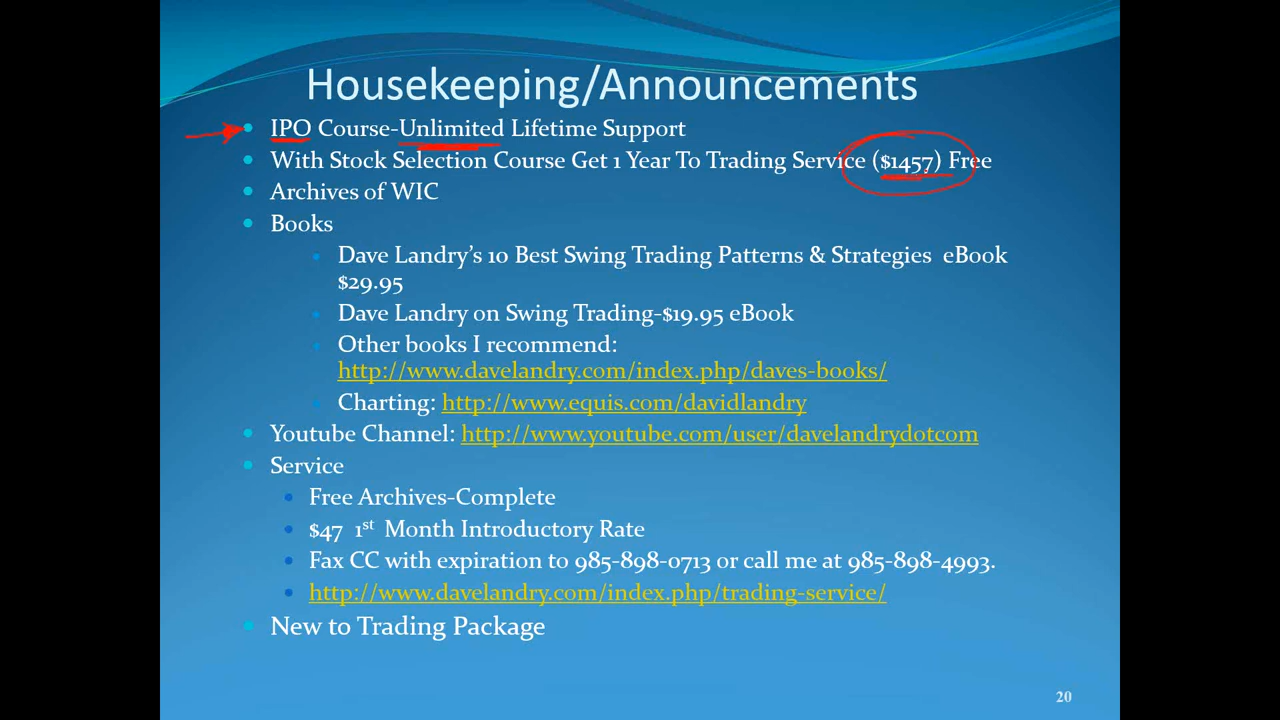 Housekeeping/Announcements
IPO Course-Unlimited Lifetime Support
With Stock Selection Course Get 1 Year To Trading Service ($1457) Free
Archives of WIC
Books
Dave Landry's 10 Best Swing Trading Patterns & Strategies eBook
$29.95
Dave Landry on Swing Trading-$19.95 eBook
Other books I recommend:
http://www.davelandry.com/index.php/daves-books/
Charting: http://www.equis.com/davidlandry
Youtube Channel: http://www.youtube.com/user/davelandrydotcom
Service
Free Archives-Complete
$47 1st Month Introductory Rate
Fax CC with expiration to 985-898-0713 or call me at 985-898-4993.
http://www.davelandry.com/index.php/trading-service/
New to Trading Package
20